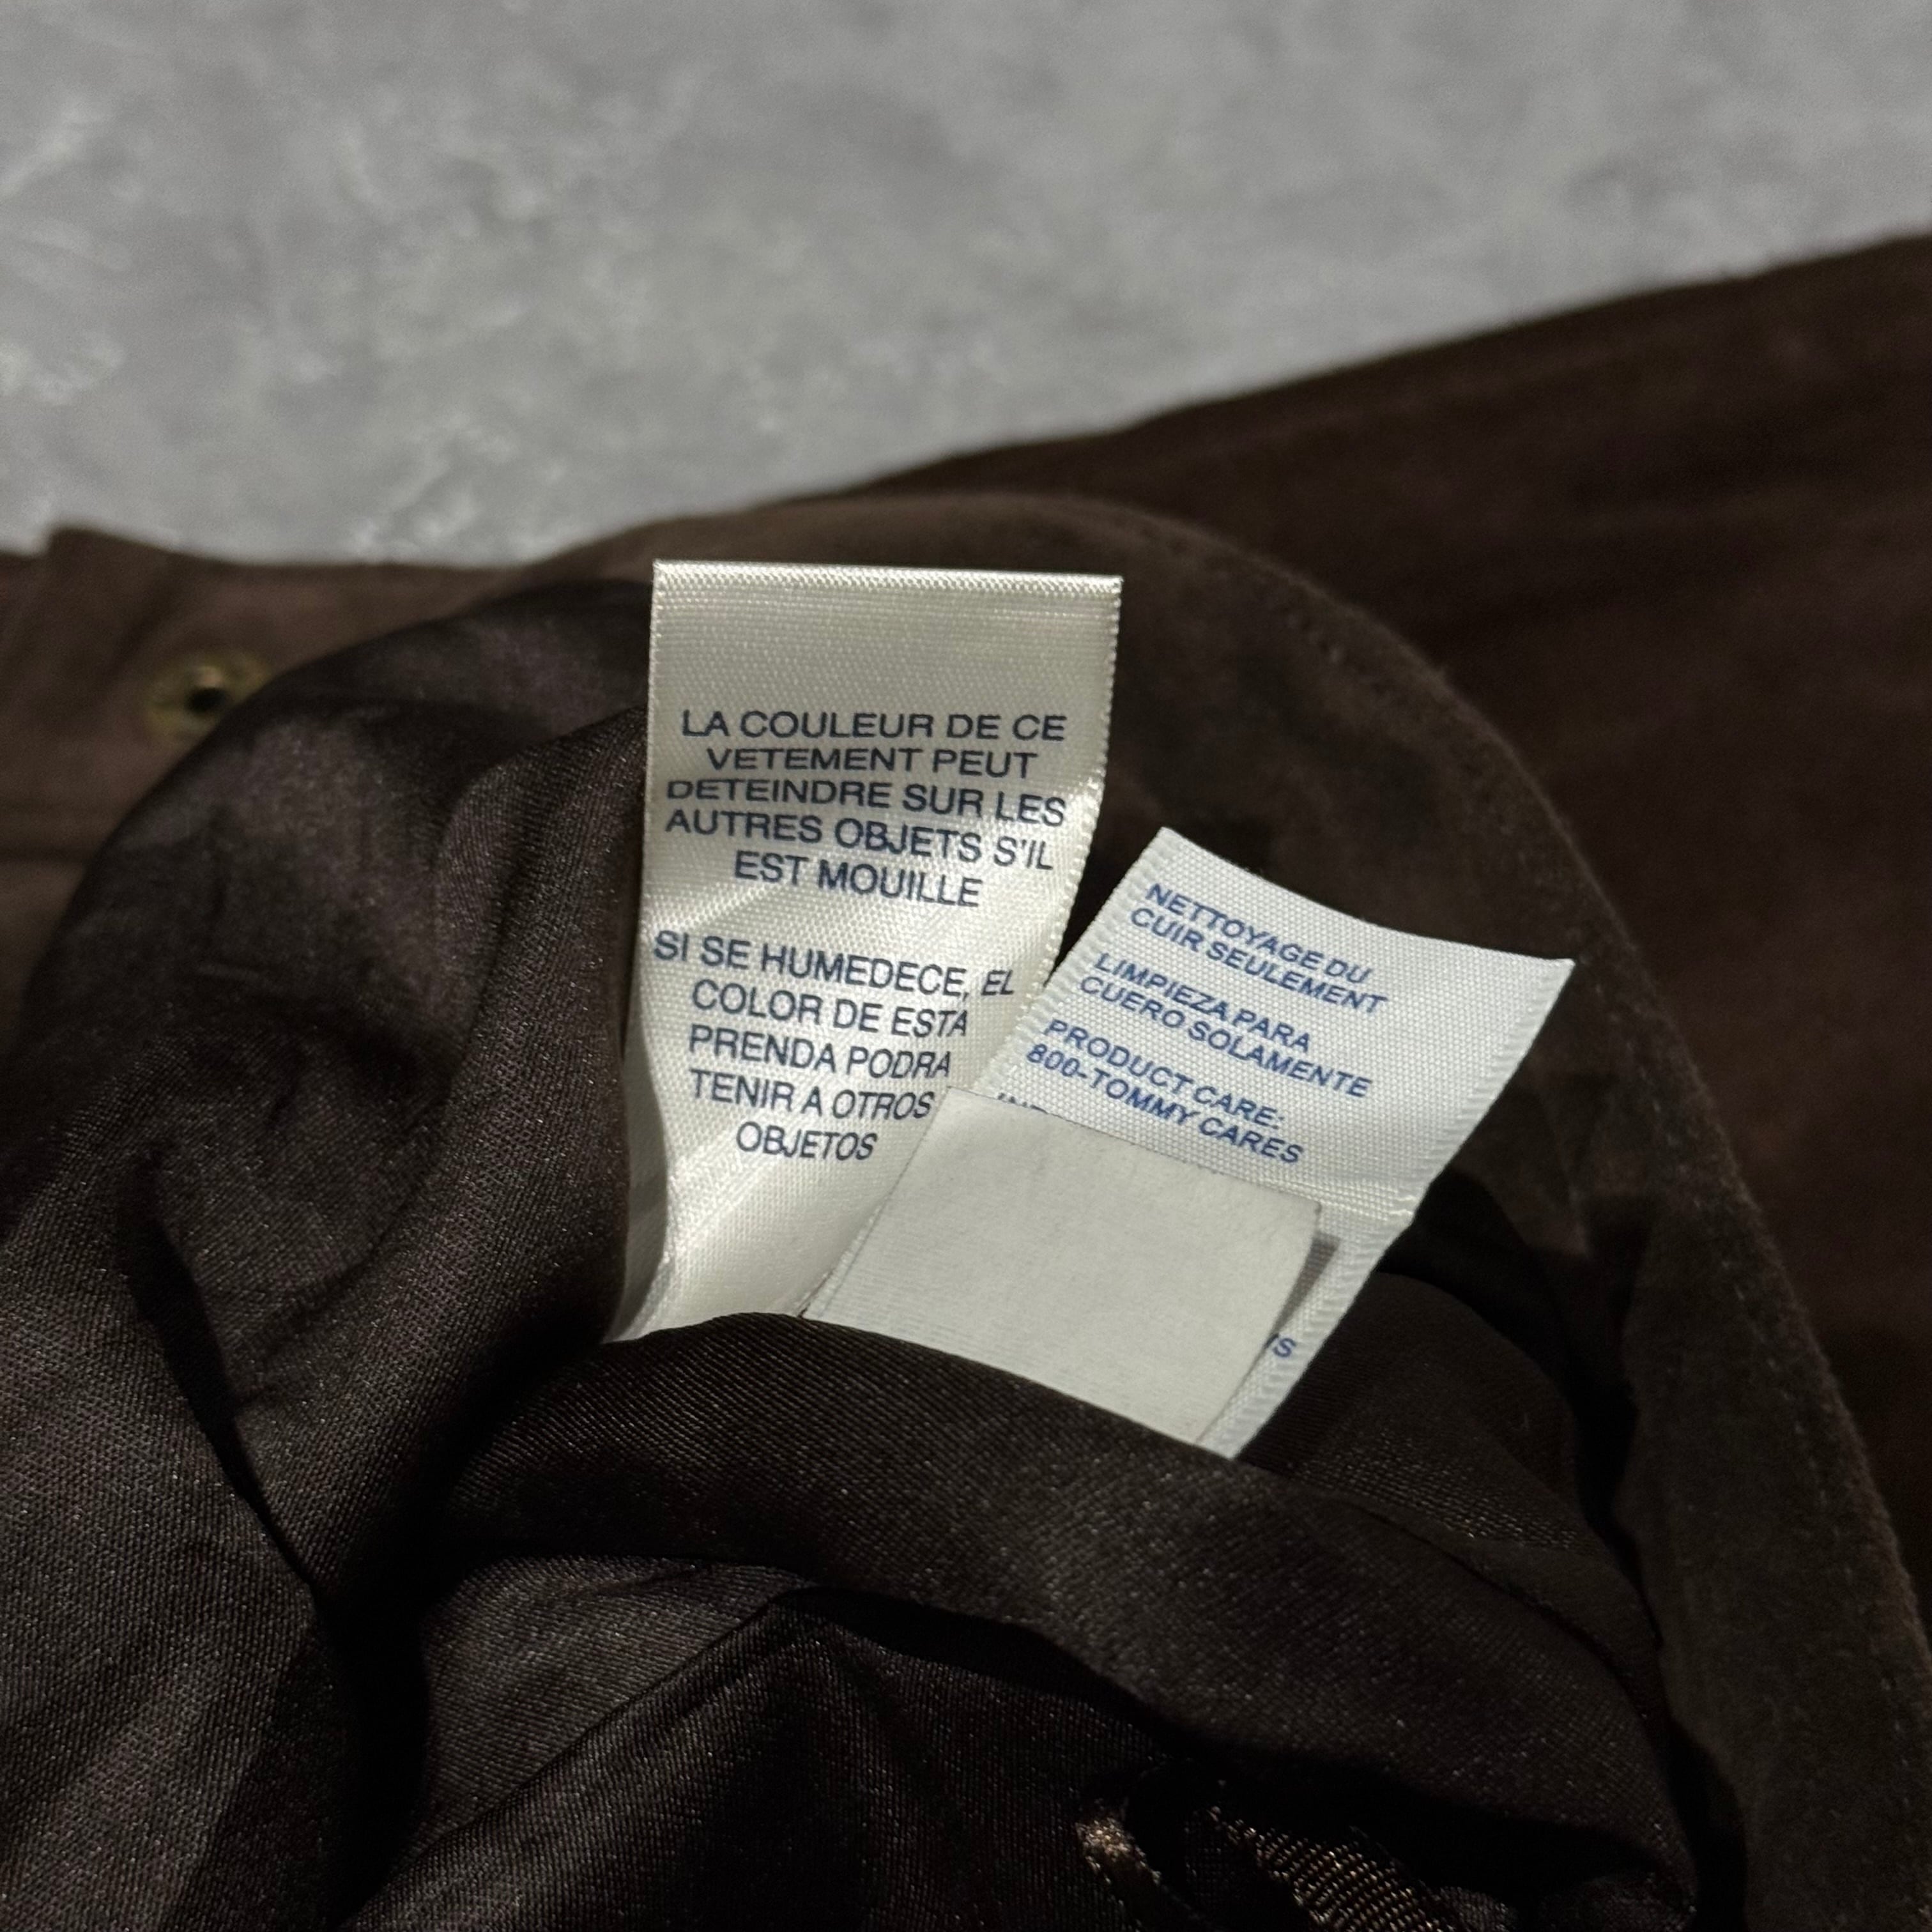 LA COULEUR DE CE
VETEMENT PEUT
DETEINDRE SUR LES
AUTRES OBJETS S'IL
EST MOUILLE
SI SE HUMEDECE, EL
COLOR DE ESTA
PRENDA PODRA
TENIR A OTROS
OBJETOS
NETTOYAGE DU
CUIR SEULEMENT
LIMPIEZA PARA
CUERO SOLAMENTE
PRODUCT CARE:
800-TOMMY CARES